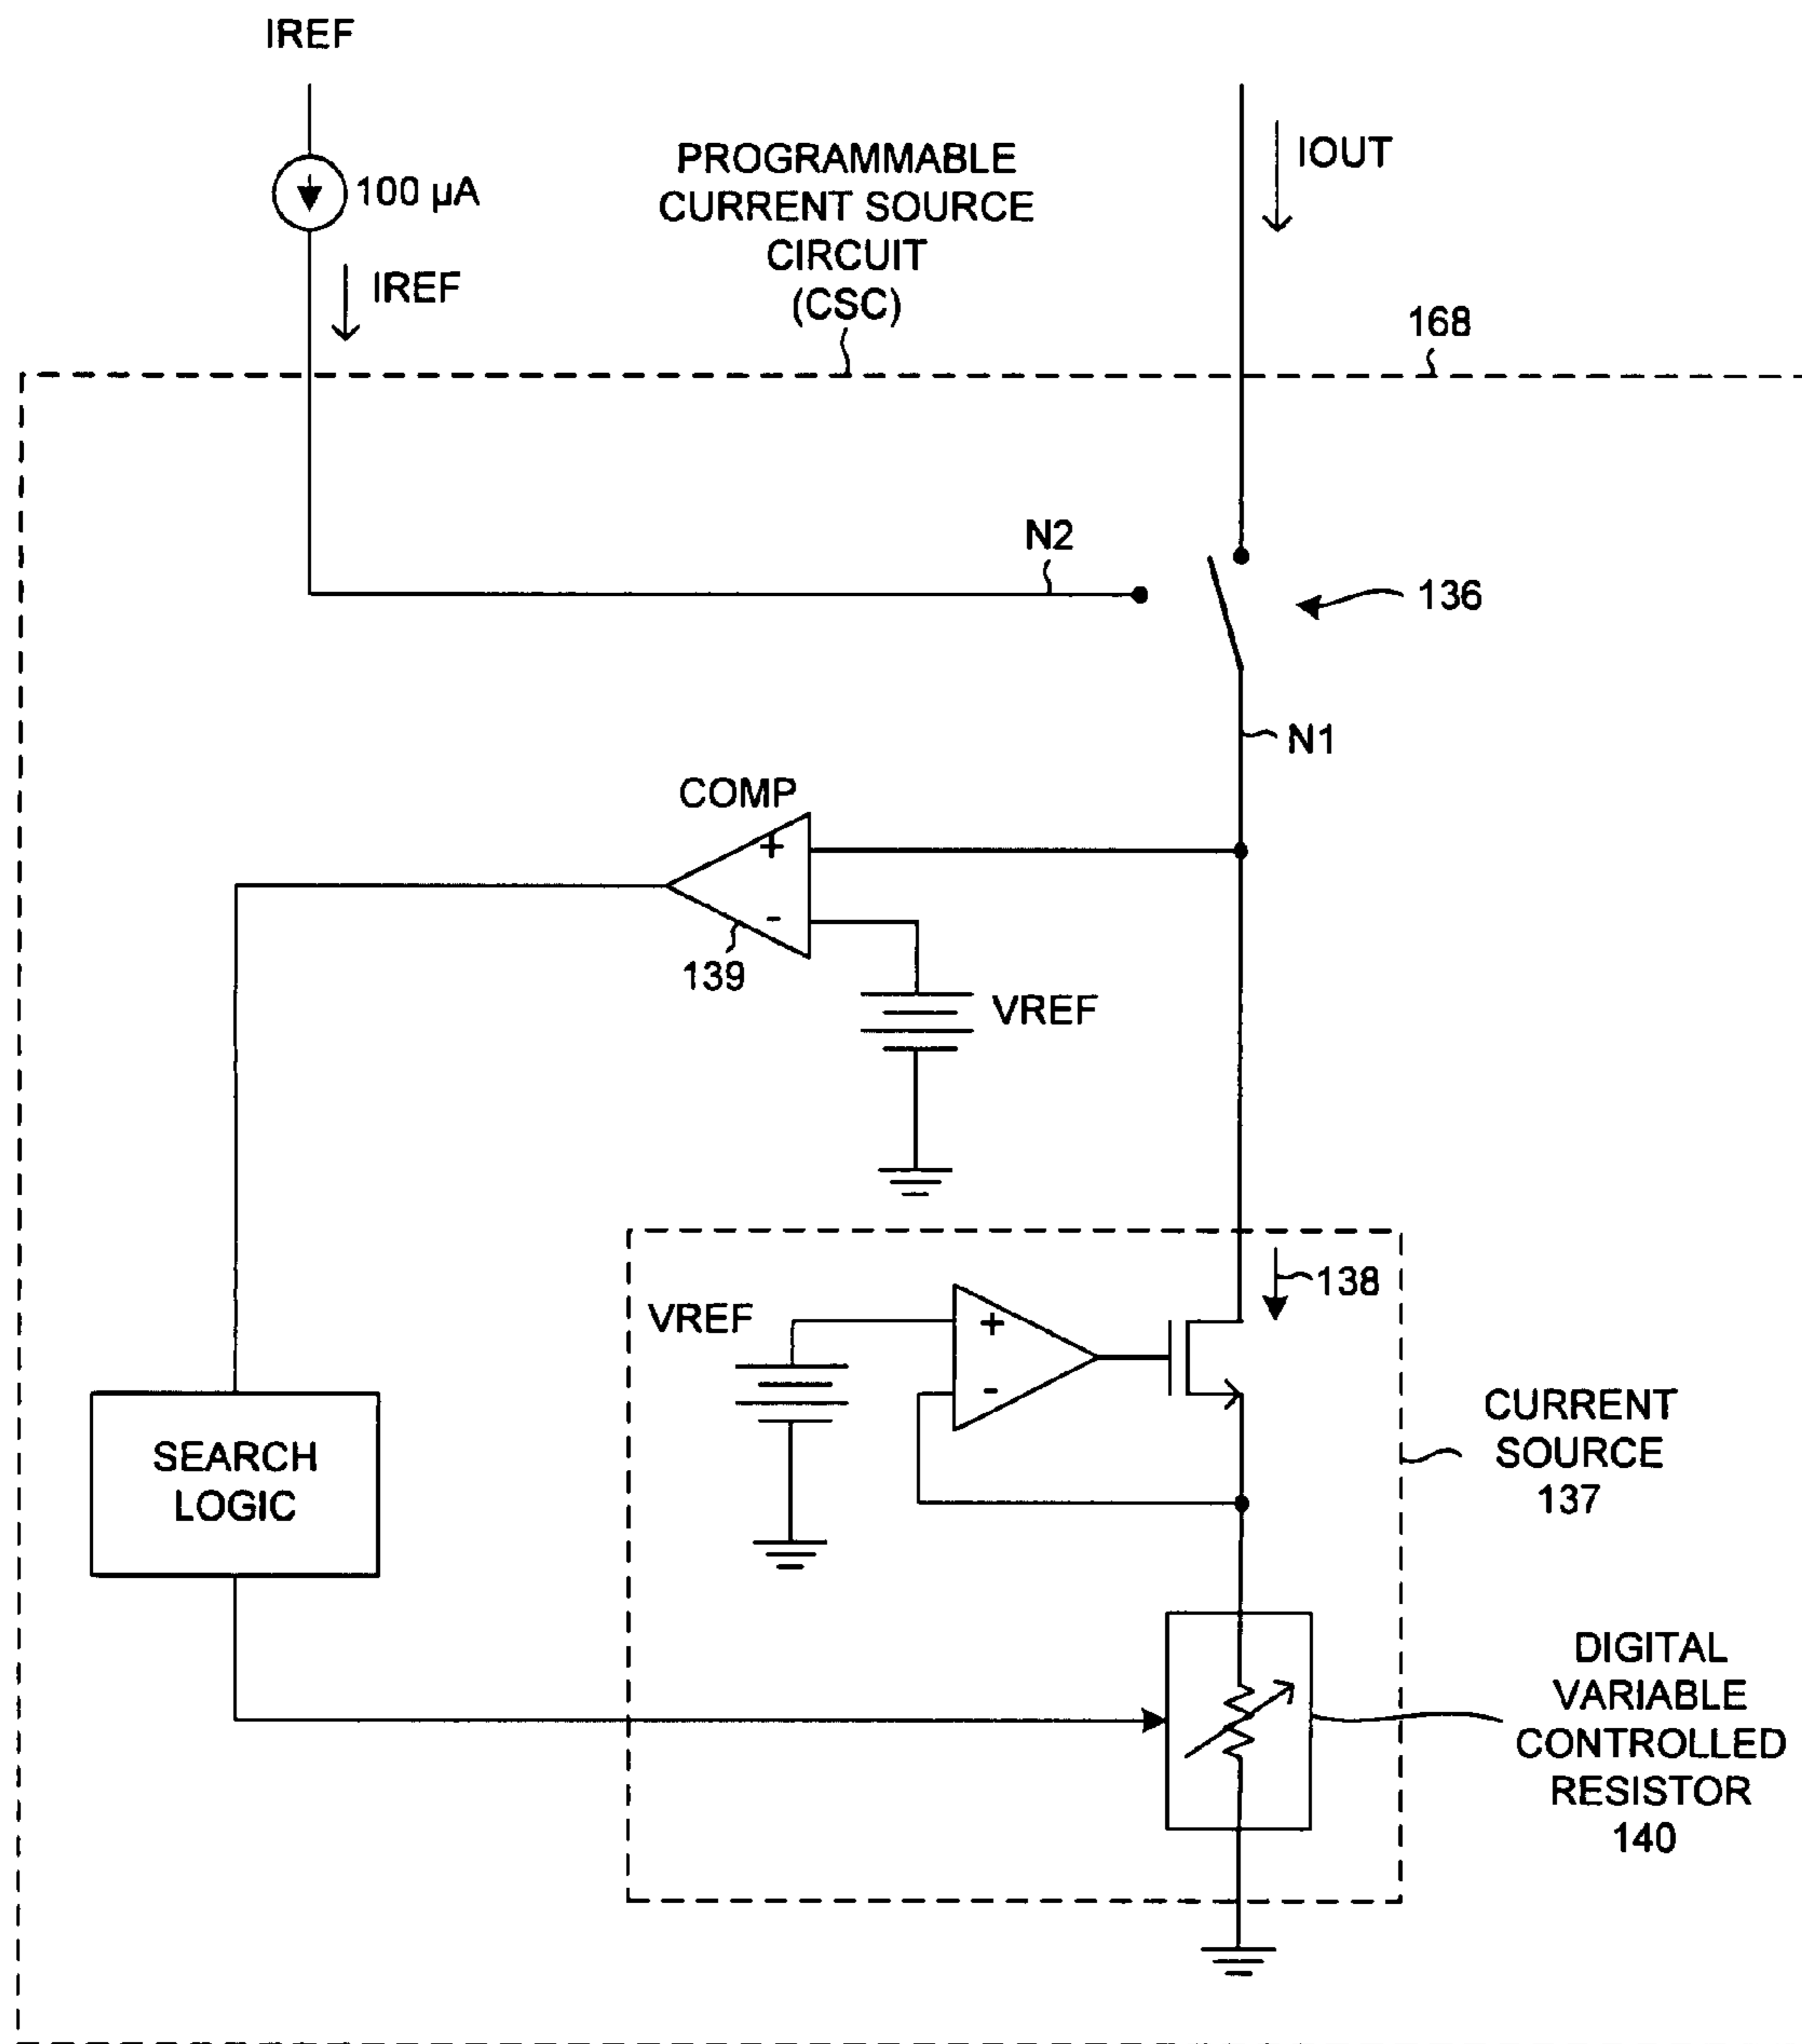 IREF
100 µA
IREF
PROGRAMMABLE
CURRENT SOURCE
CIRCUIT
(CSC)
IOUT
168
N2
136
N1
COMP
+
-
139
VREF
138
VREF
+
-
CURRENT
SOURCE
137
SEARCH
LOGIC
DIGITAL
VARIABLE
CONTROLLED
RESISTOR
140